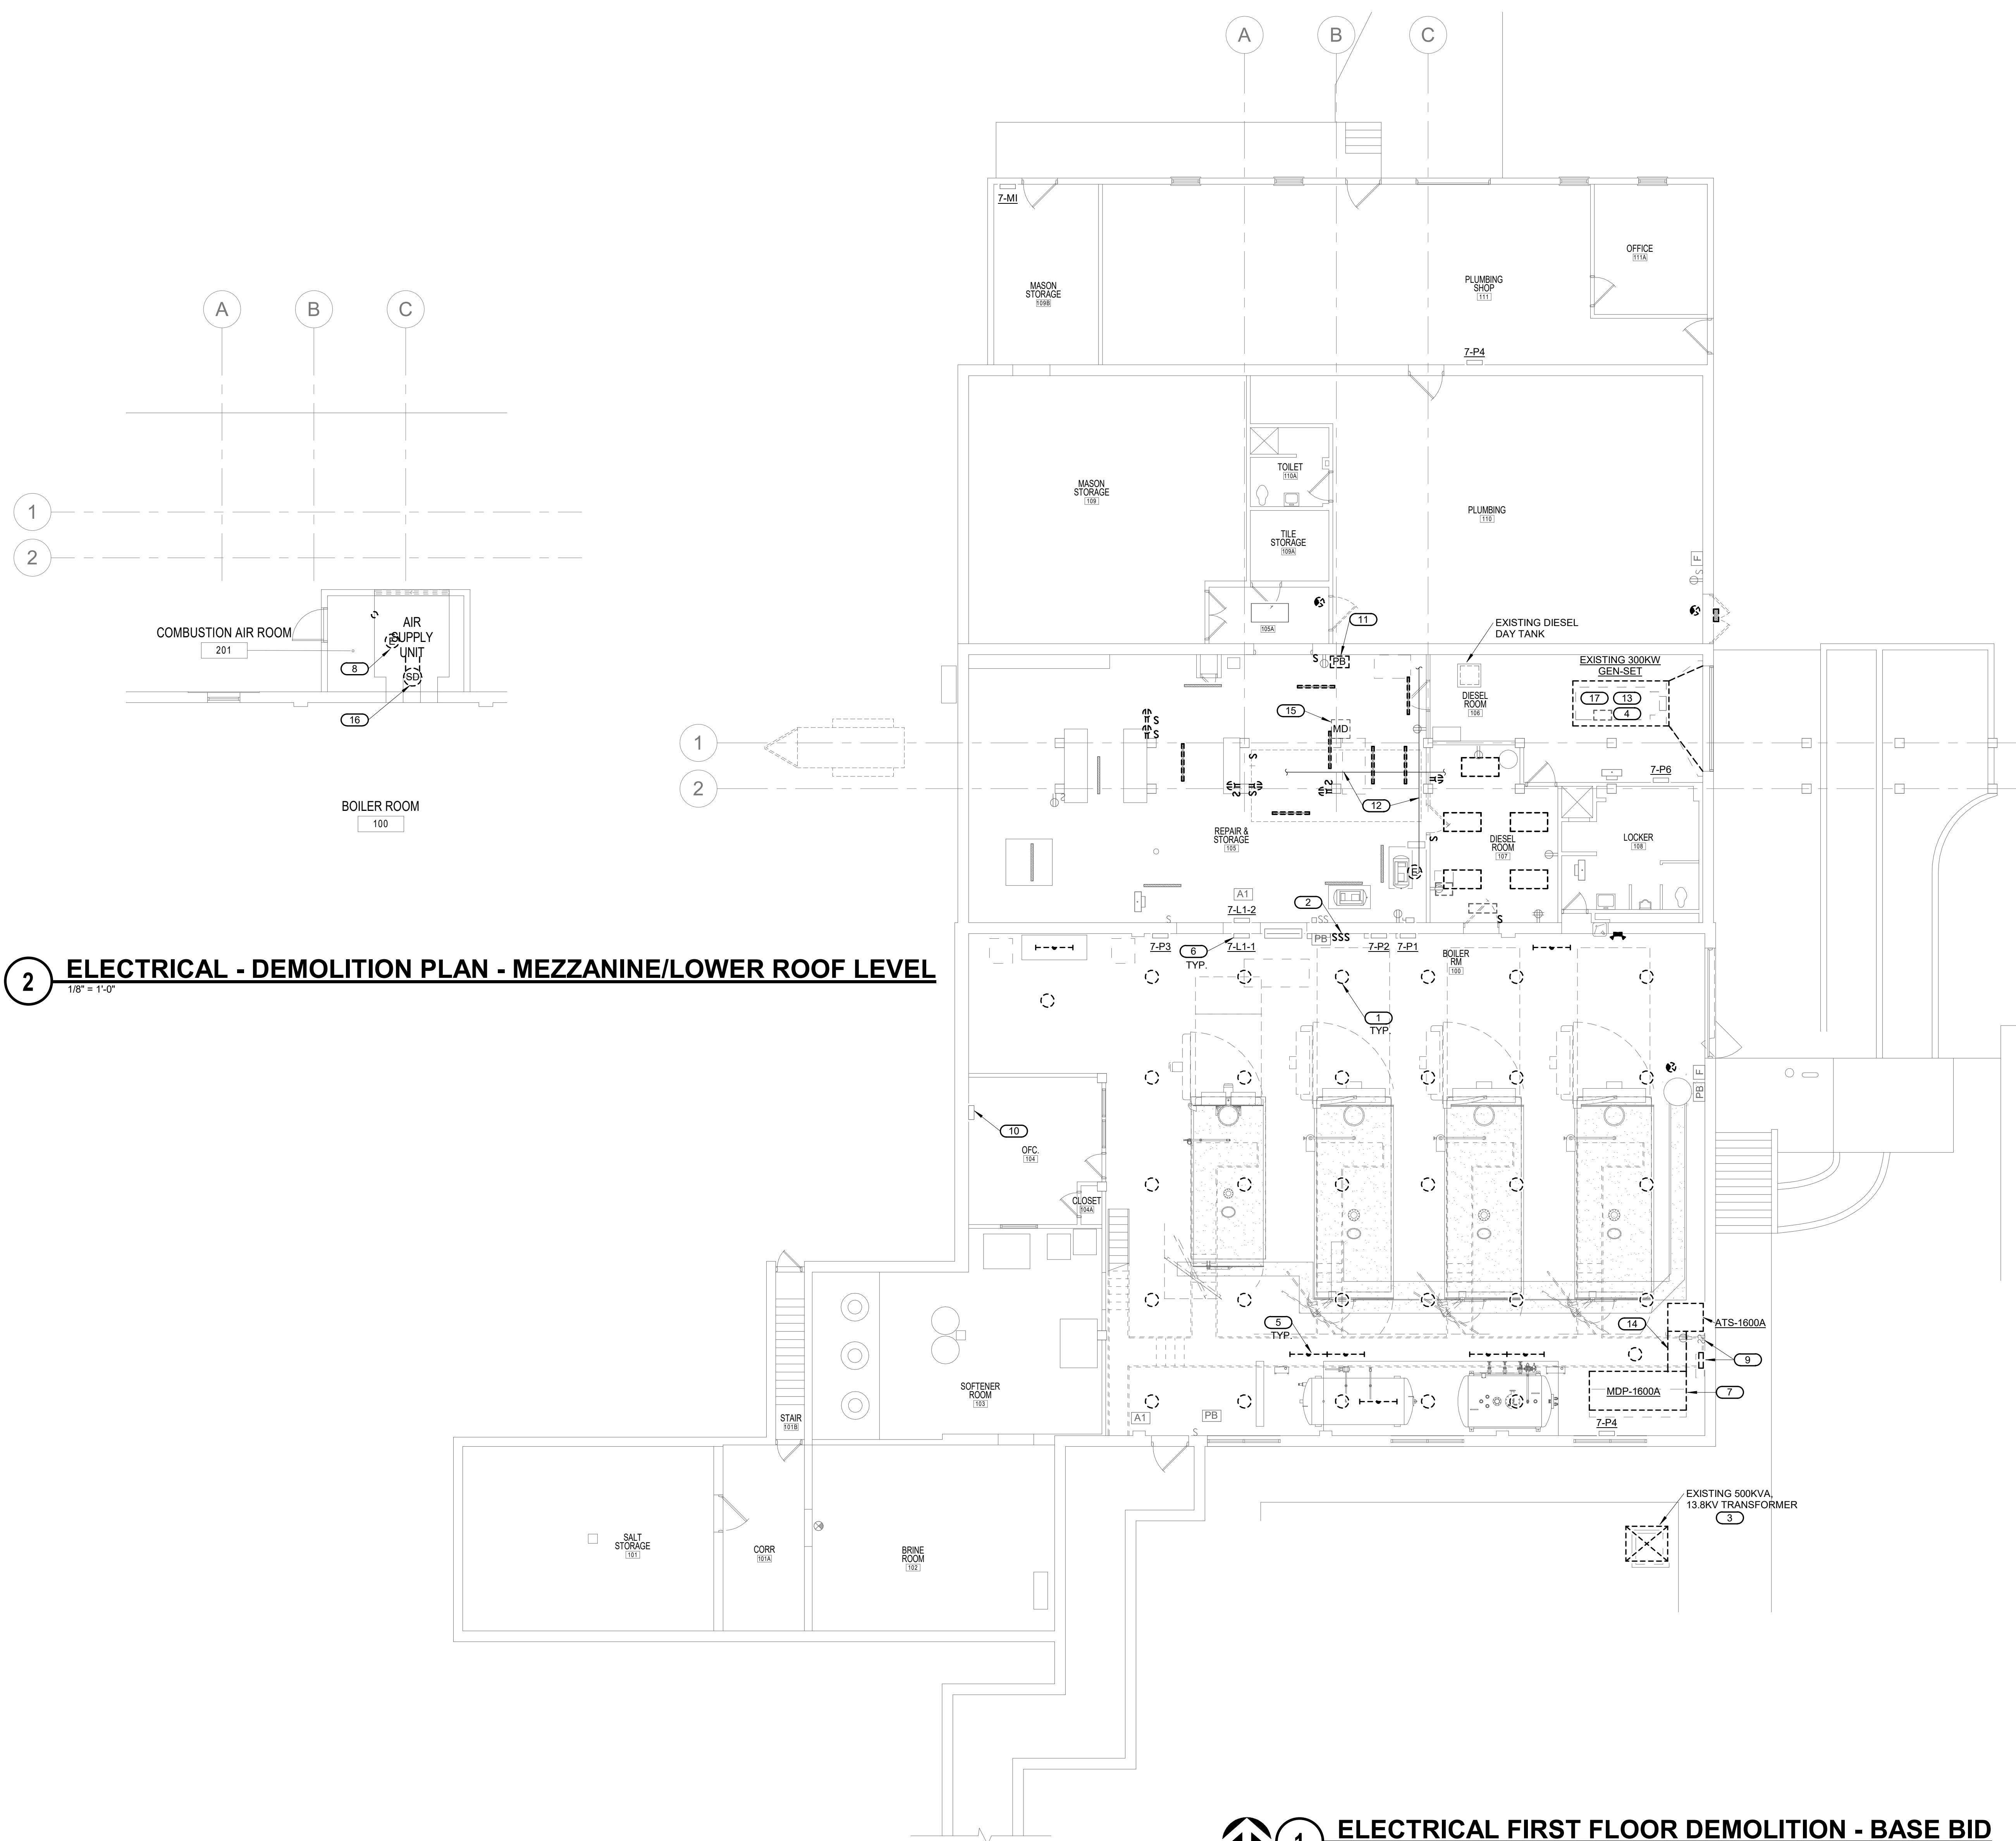 A
B
C
7-MI
OFFICE
111A
MASON
STORAGE
109B
PLUMBING
SHOP
111
7-P4
A
B
C
MASON
STORAGE
109
TOILET
110A
PLUMBING
110
TILE
STORAGE
109A
F
S
1
2
COMBUSTION AIR ROOM
201
AIR
SUPPLY
UNIT
8
SD
16
105A
11
EXISTING DIESEL
DAY TANK
S
PB
EXISTING 300KW
GEN-SET
DIESEL
ROOM
106
17
13
4
15
MD
S
S
1
2
S
7-P6
12
BOILER ROOM
100
REPAIR &
STORAGE
105
S
DIESEL
ROOM
107
LOCKER
108
E
A1
7-L1-2
2
S
SS
S
7-P3
6
TYP.
7-L1-1
PB
SSS
7-P2
7-P1
BOILER
RM
100
2
ELECTRICAL - DEMOLITION PLAN - MEZZANINE/LOWER ROOF LEVEL
1/8" = 1'-0"
1
TYP.
F
PB
10
OFC.
104
CLOSET
104A
5
TYP.
14
ATS-1600A
9
MDP-1600A
7
SOFTENER
ROOM
103
STAIR
101B
A1
PB
S
7-P4
EXISTING 500KVA,
13.8KV TRANSFORMER
3
SALT
STORAGE
101
CORR
101A
BRINE
ROOM
102
1
ELECTRICAL FIRST FLOOR DEMOLITION - BASE BID